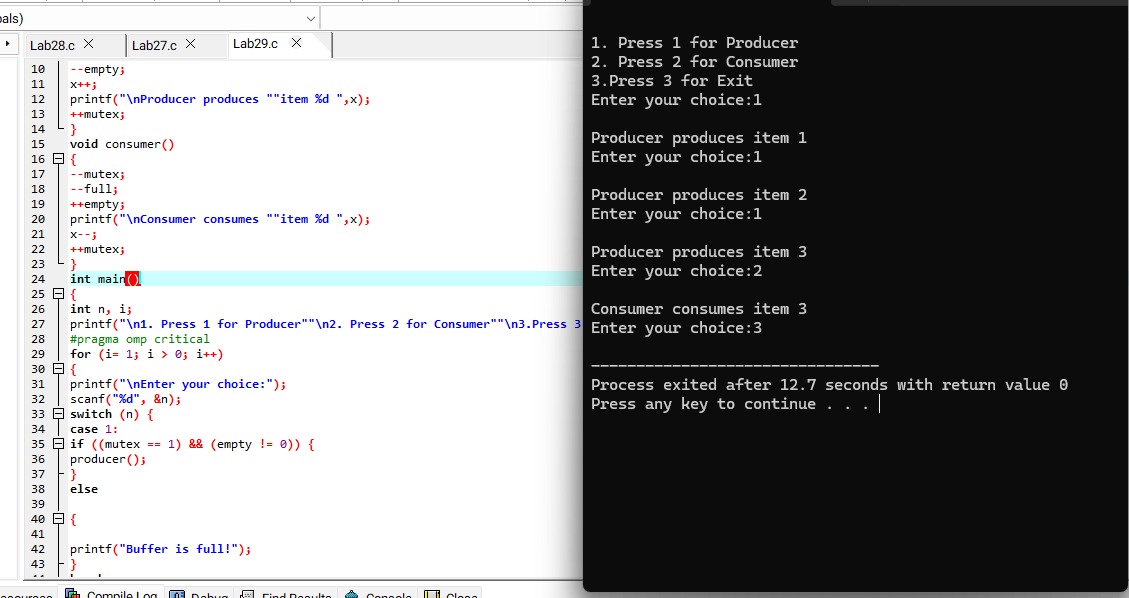 als)
Lab28.c
Lab27.c
Lab29.c
10 --empty;
11 x++;
12 printf("\nProducer produces ""item %d ",x);
13 ++mutex;
14 }
15 void consumer()
16 {
17 --mutex;
18 --full;
19 ++empty;
20 printf("\nConsumer consumes ""item %d ",x);
21 x--;
22 ++mutex;
23 }
24 int main()
25 {
26 int n, i;
27 printf("\n1. Press 1 for Producer""\n2. Press 2 for Consumer""\n3.Press 3
28 #pragma omp critical
29 for (i= 1; i > 0; i++)
30 {
31 printf("\nEnter your choice:");
32 scanf("%d", &n);
33 switch (n) {
34 case 1:
35 if ((mutex == 1) && (empty != 0)) {
36 producer();
37 }
38 else
39
40 {
41
42 printf("Buffer is full!");
43 }
Compile Log
Debug
Find Results
Console
Close
1. Press 1 for Producer
2. Press 2 for Consumer
3.Press 3 for Exit
Enter your choice:1
Producer produces item 1
Enter your choice:1
Producer produces item 2
Enter your choice:1
Producer produces item 3
Enter your choice:2
Consumer consumes item 3
Enter your choice:3
--------------------------------
Process exited after 12.7 seconds with return value 0
Press any key to continue . . .